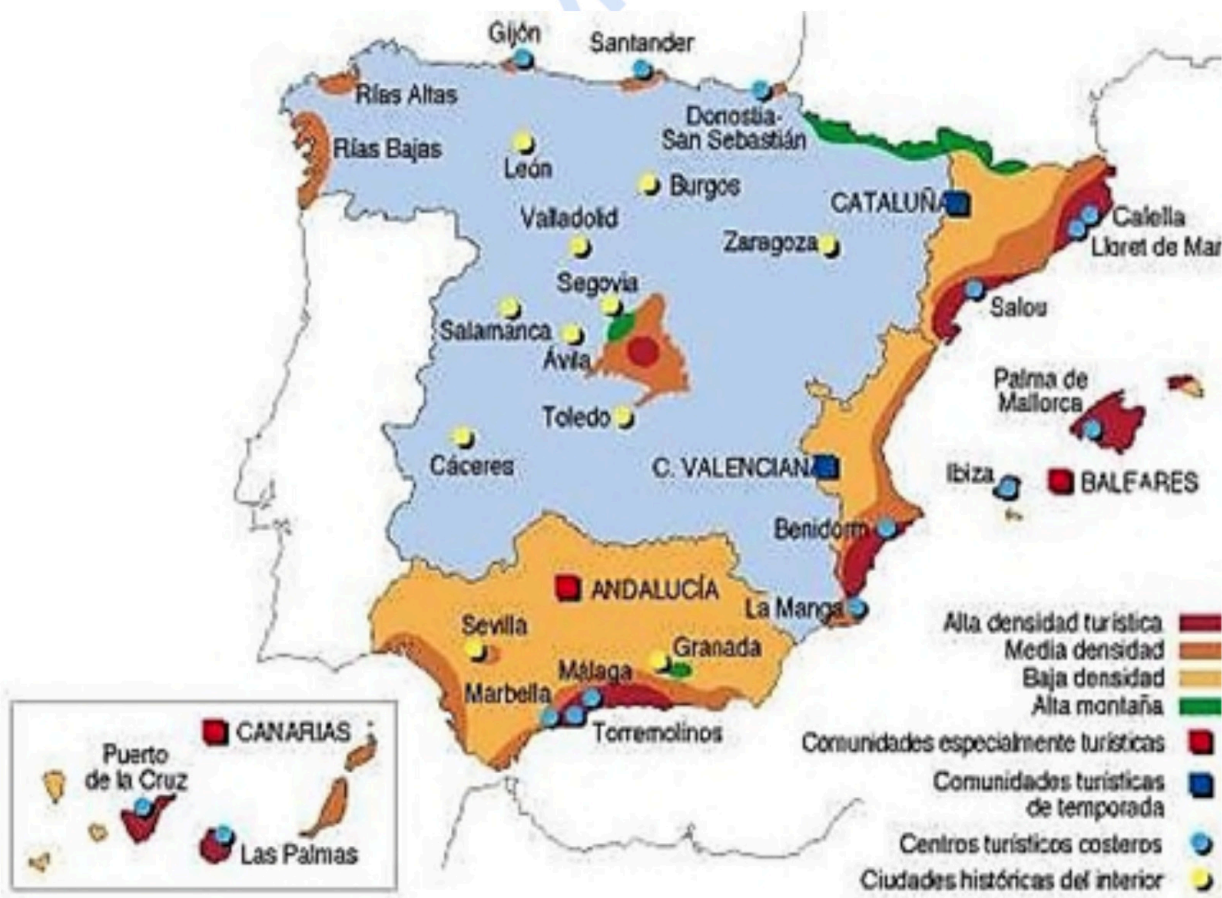 Gijón
Santander
Rías Altas
Donostia-
San Sebastián
Rías Bajas
León
Burgos
CATALUÑA
Valladolid
Zaragoza
Calella
Lloret de Mar
Segovia
Salou
Salamanca
Ávila
Palma de
Mallorca
Toledo
Cáceres
C. VALENCIANA
Ibiza
BALEARES
Benidorm
ANDALUCÍA
La Manga
Sevilla
Granada
Málaga
Marbella
Torremolinos
CANARIAS
Puerto
de la Cruz
Las Palmas
Alta densidad turística
Media densidad
Baja densidad
Alta montaña
Comunidades especialmente turísticas
Comunidades turísticas
de temporada
Centros turísticos costeros
Ciudades históricas del interior